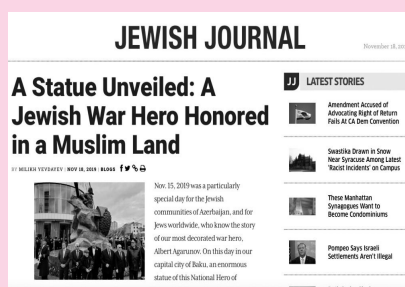 JEWISH JOURNAL
November 18, 20
A Statue Unveiled: A
Jewish War Hero Honored
in a Muslim Land
BY MILIKH YEVDAYEV | NOV 18, 2019 | BLOGS
Nov. 15, 2019 was a particularly
special day for the Jewish
communities of Azerbaijan, and for
Jews worldwide, who know the story
of our most decorated war hero,
Albert Agarunov. On this day in our
capital city of Baku, an enormous
statue of this National Hero of
JJ LATEST STORIES
Amendment Accused of
Advocating Right of Return
Fails At CA Dem Convention
Swastika Drawn in Snow
Near Syracuse Among Latest
'Racist Incidents' on Campus
These Manhattan
Synagogues Want to
Become Condominiums
Pompeo Says Israeli
Settlements Aren't Illegal